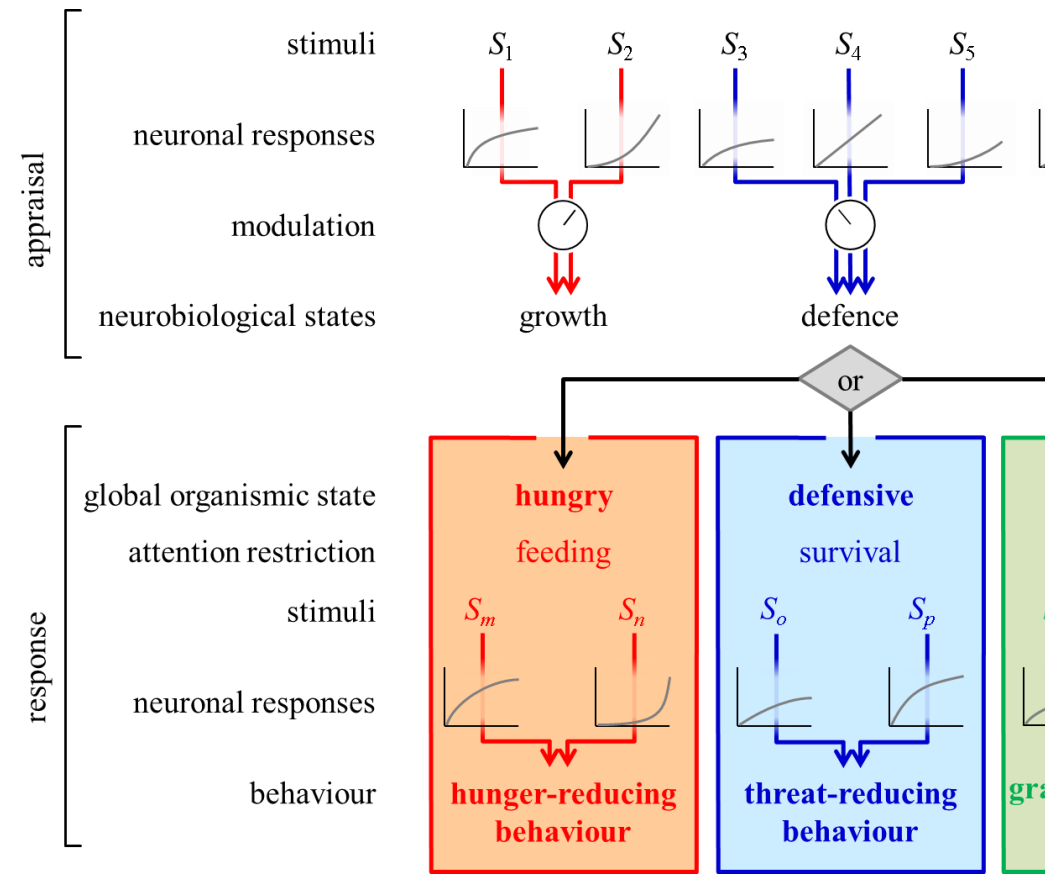 appraisal
stimuli S1 S2 S3 S4 S5
neuronal responses
modulation
neurobiological states growth defence
or
response
global organismic state hungry defensive
attention restriction feeding survival
stimuli Sm Sn So Sp
neuronal responses
behaviour hunger-reducing threat-reducing
behaviour behaviour